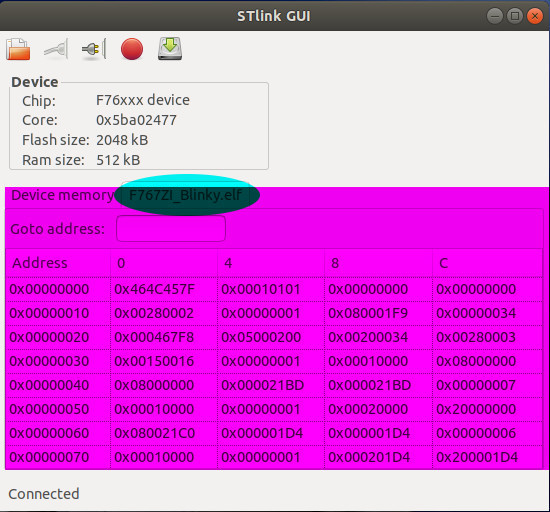 STlink GUI
Device
Chip: F76xxx device
Core: 0x5ba02477
Flash size: 2048 kB
Ram size: 512 kB
Device memory F767ZI_Blinky.elf
Goto address:
Address 0 4 8 C
0x00000000 0x464C457F 0x00010101 0x00000000 0x00000000
0x00000010 0x00280002 0x00000001 0x080001F9 0x00000034
0x00000020 0x000467F8 0x05000200 0x00200034 0x00280003
0x00000030 0x00150016 0x00000001 0x00010000 0x08000000
0x00000040 0x08000000 0x000021BD 0x000021BD 0x00000007
0x00000050 0x00010000 0x00000001 0x00020000 0x20000000
0x00000060 0x080021C0 0x000001D4 0x000001D4 0x00000006
0x00000070 0x00010000 0x00000001 0x000201D4 0x200001D4
Connected